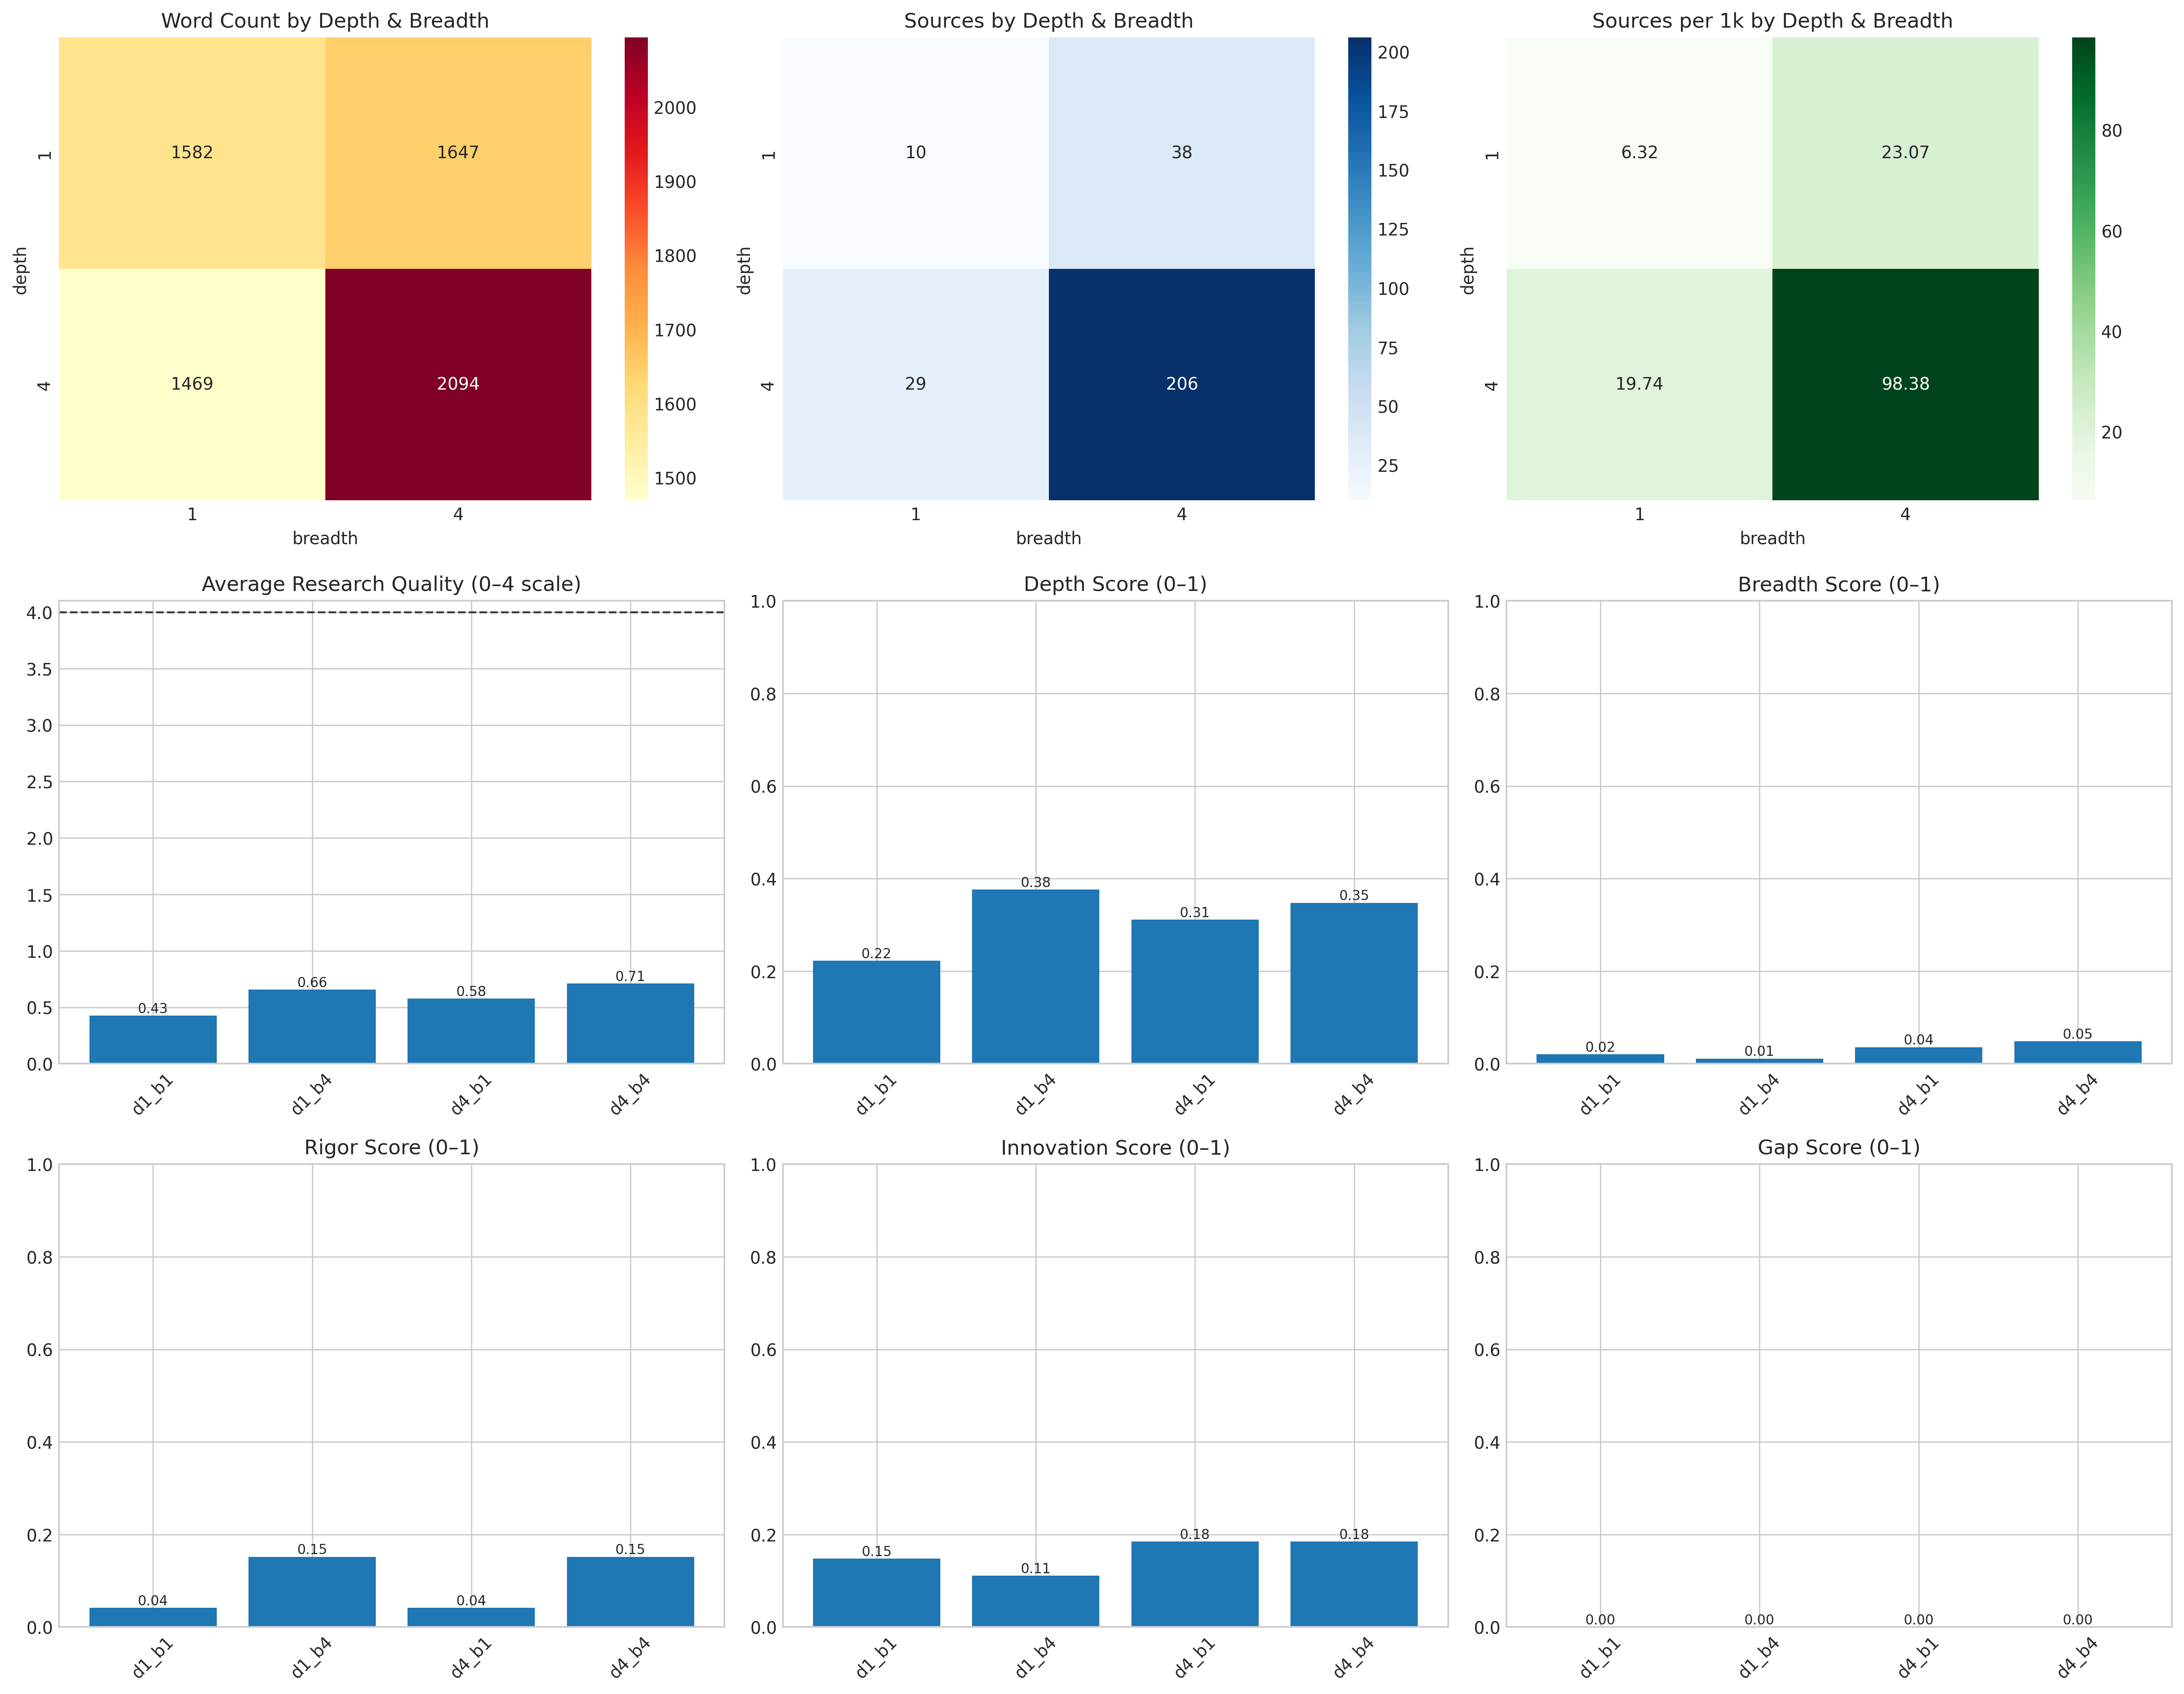 Word Count by Depth & Breadth
1582 1647
1469 2094
depth
1
4
1 4
breadth
2000
1900
1800
1700
1600
1500
Sources by Depth & Breadth
10 38
29 206
depth
1
4
1 4
breadth
200
175
150
125
100
75
50
25
Sources per 1k by Depth & Breadth
6.32 23.07
19.74 98.38
depth
1
4
1 4
breadth
80
60
40
20
Average Research Quality (0–4 scale)
4.0
3.5
3.0
2.5
2.0
1.5
1.0
0.5
0.0
0.43 0.66 0.58 0.71
d1_b1 d1_b4 d4_b1 d4_b4
Depth Score (0–1)
1.0
0.8
0.6
0.4
0.2
0.0
0.22 0.38 0.31 0.35
d1_b1 d1_b4 d4_b1 d4_b4
Breadth Score (0–1)
1.0
0.8
0.6
0.4
0.2
0.0
0.02 0.01 0.04 0.05
d1_b1 d1_b4 d4_b1 d4_b4
Rigor Score (0–1)
1.0
0.8
0.6
0.4
0.2
0.0
0.04 0.15 0.04 0.15
d1_b1 d1_b4 d4_b1 d4_b4
Innovation Score (0–1)
1.0
0.8
0.6
0.4
0.2
0.0
0.15 0.11 0.18 0.18
d1_b1 d1_b4 d4_b1 d4_b4
Gap Score (0–1)
1.0
0.8
0.6
0.4
0.2
0.0
0.00 0.00 0.00 0.00
d1_b1 d1_b4 d4_b1 d4_b4